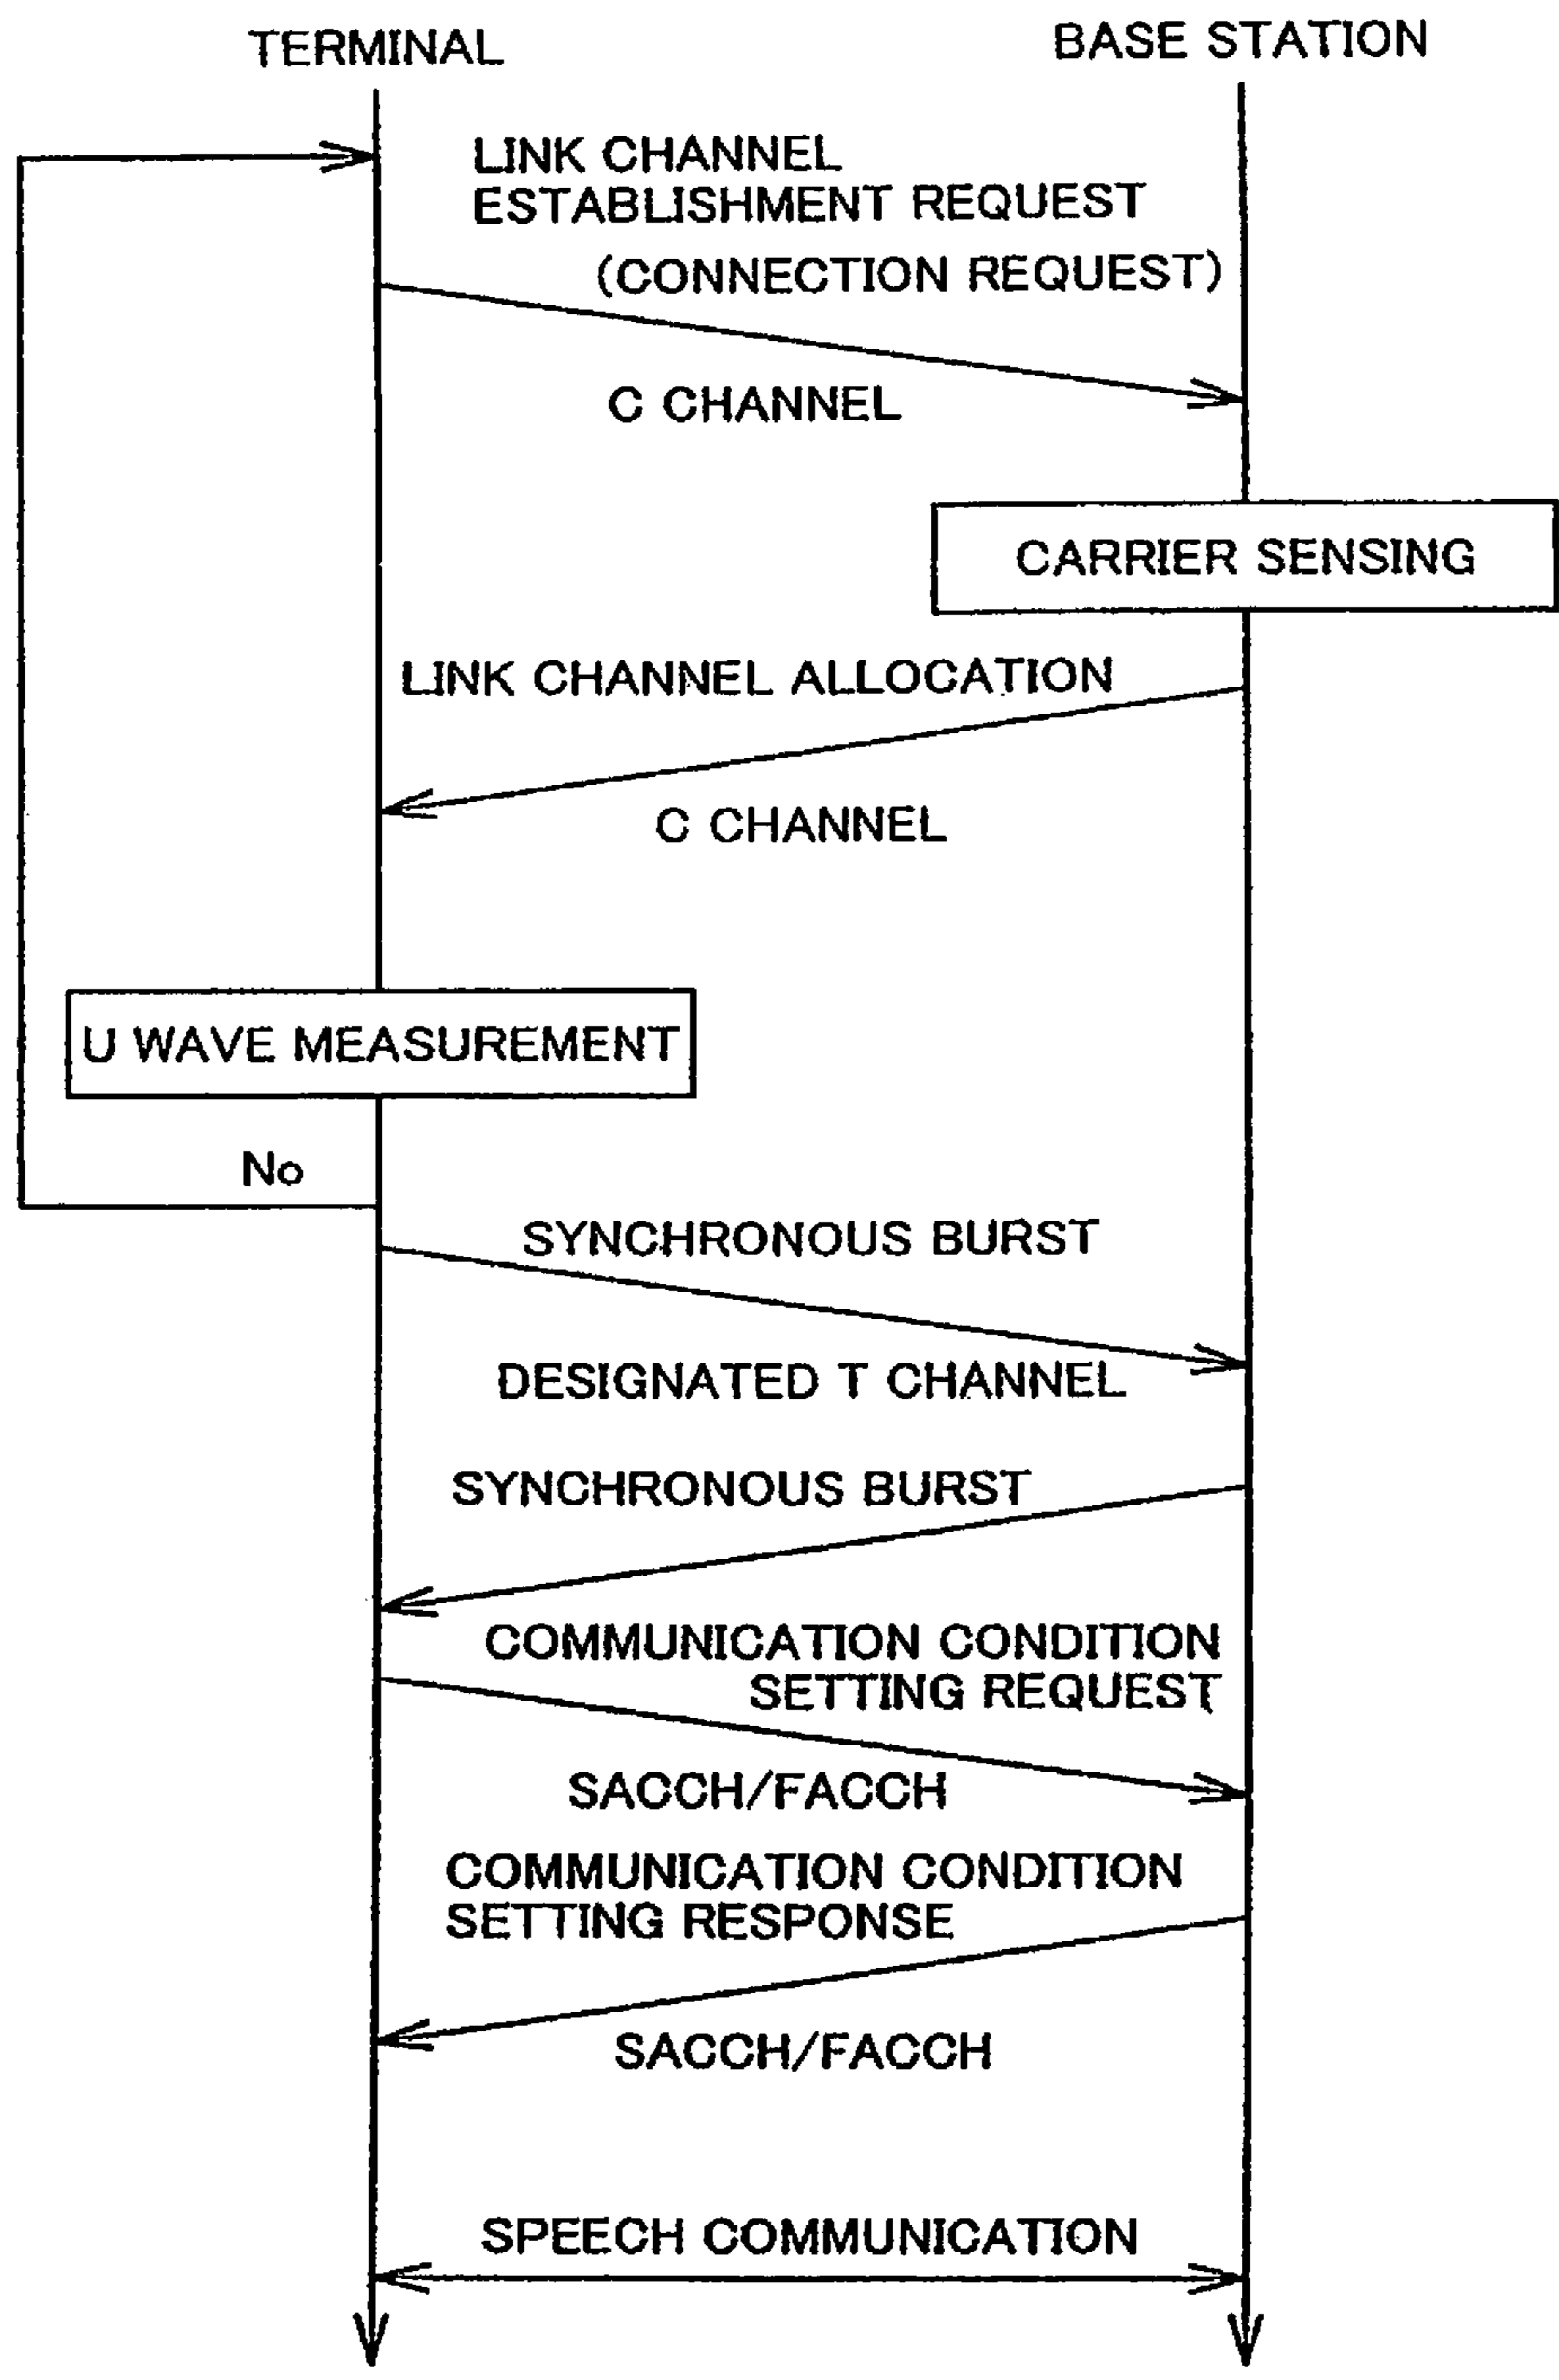 TERMINAL
BASE STATION
LINK CHANNEL
ESTABLISHMENT REQUEST
(CONNECTION REQUEST)
C CHANNEL
CARRIER SENSING
LINK CHANNEL ALLOCATION
C CHANNEL
U WAVE MEASUREMENT
No
SYNCHRONOUS BURST
DESIGNATED T CHANNEL
SYNCHRONOUS BURST
COMMUNICATION CONDITION
SETTING REQUEST
SACCH/FACCH
COMMUNICATION CONDITION
SETTING RESPONSE
SACCH/FACCH
SPEECH COMMUNICATION